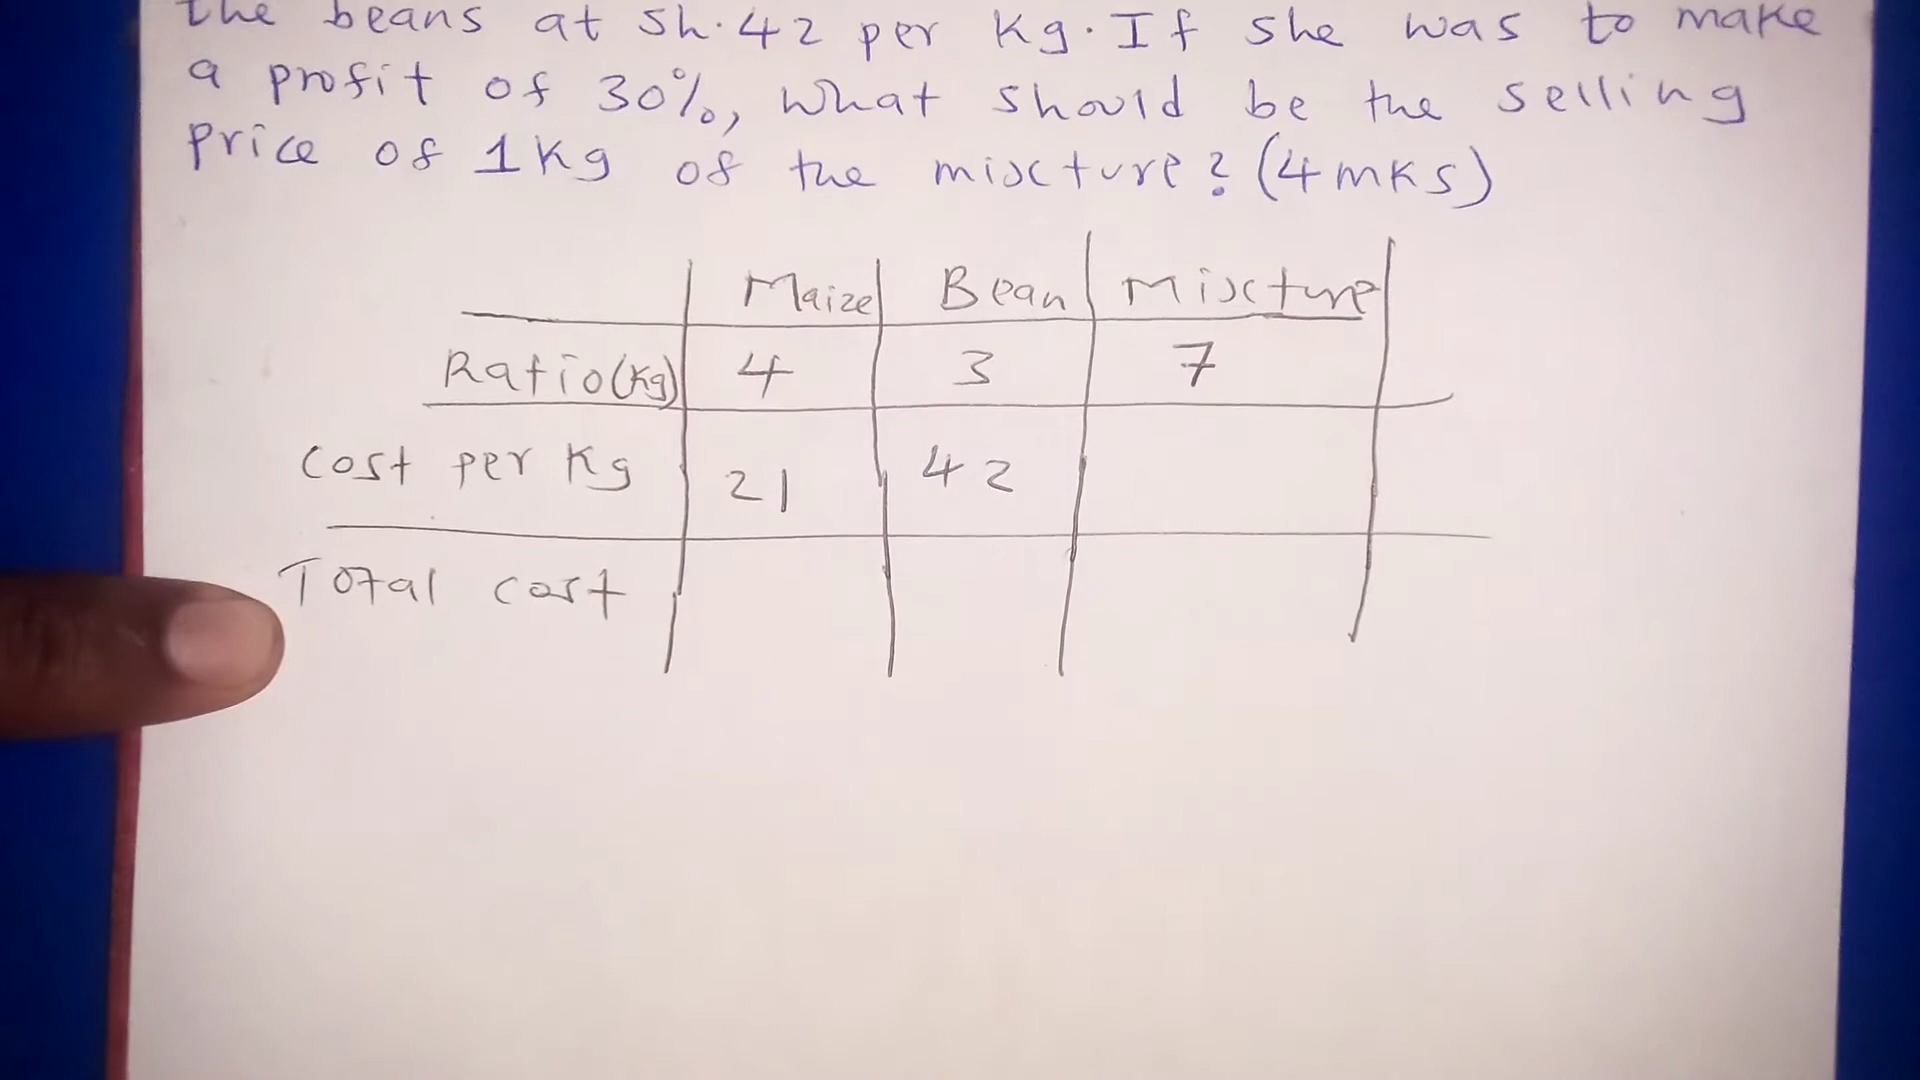 the beans at sh.42 per Kg. If she was to make
a profit of 30%, what should be the selling
price of 1Kg of the mixture? (4mks)
Maize Bean Mixture
Ratio(Kg) 4 3 7
Cost per Kg 21 42
Total cost